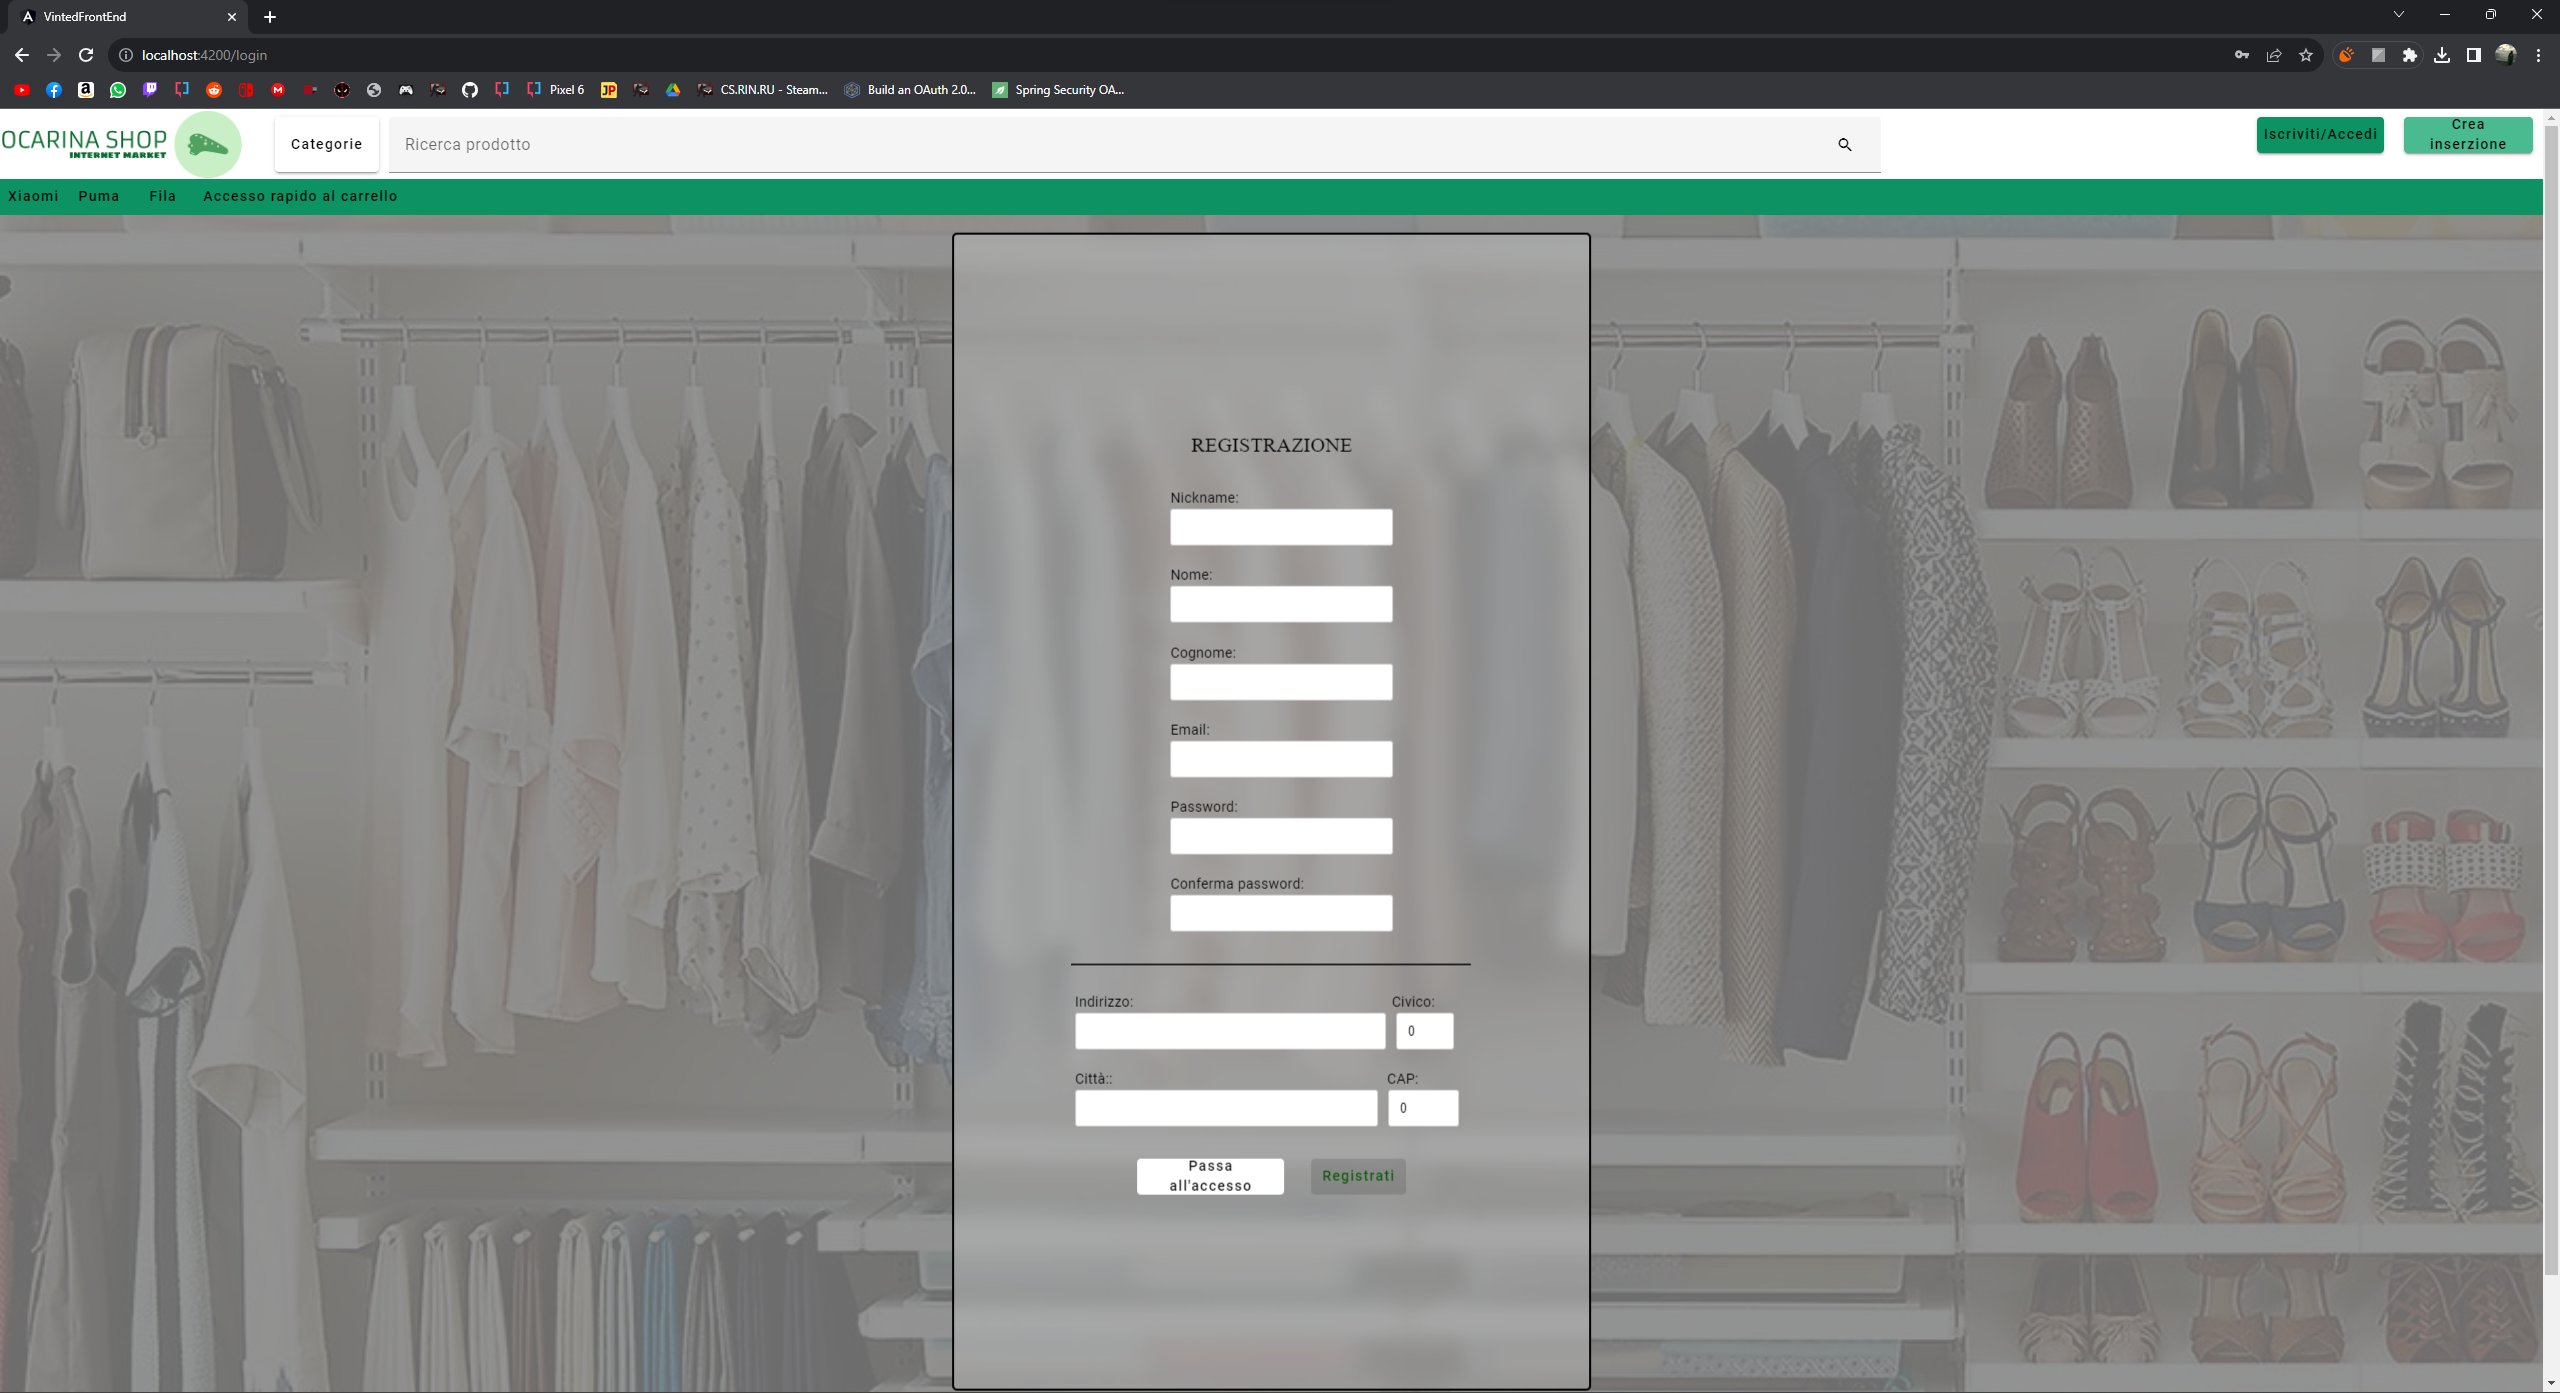 VintedFrontEnd
localhost:4200/login
Pixel 6
JP
CS.RIN.RU - Steam...
Build an OAuth 2.0...
Spring Security OA...
OCARINA SHOP
INTERNET MARKET
Categorie
Ricerca prodotto
Iscriviti/Accedi
Crea
inserzione
Xiaomi Puma Fila Accesso rapido al carrello
REGISTRAZIONE
Nickname:
Nome:
Cognome:
Email:
Password:
Conferma password:
Indirizzo: Civico:
0
Città:: CAP:
0
Passa
all'accesso
Registrati